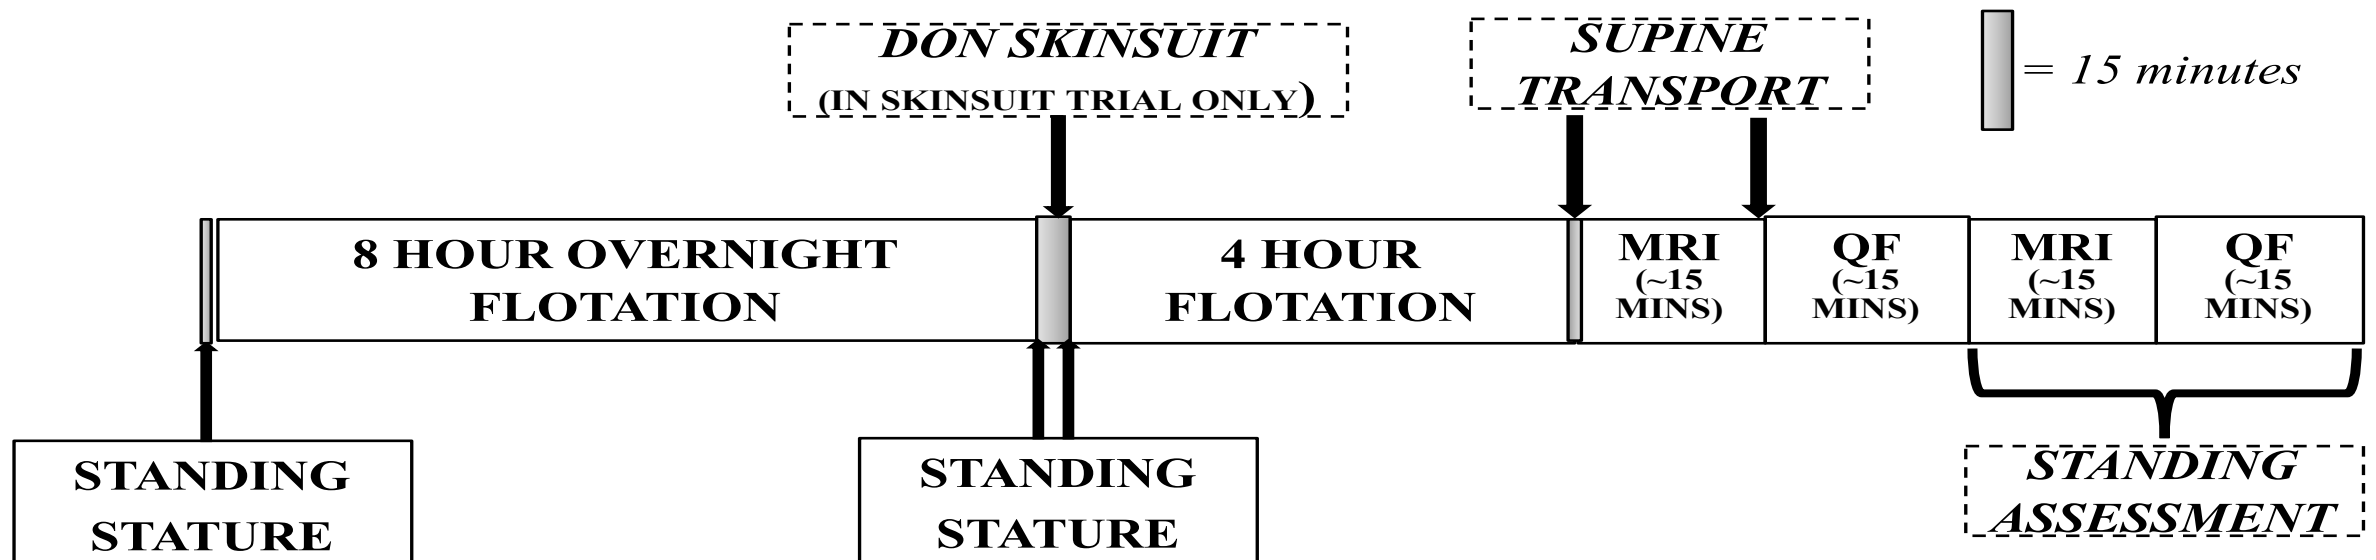 DON SKINSUIT
(IN SKINSUIT TRIAL ONLY)
SUPINE
TRANSPORT
= 15 minutes
8 HOUR OVERNIGHT
FLOTATION
4 HOUR
FLOTATION
MRI
(~15
MINS)
QF
(~15
MINS)
MRI
(~15
MINS)
QF
(~15
MINS)
STANDING
STATURE
STANDING
STATURE
STANDING
ASSESSMENT